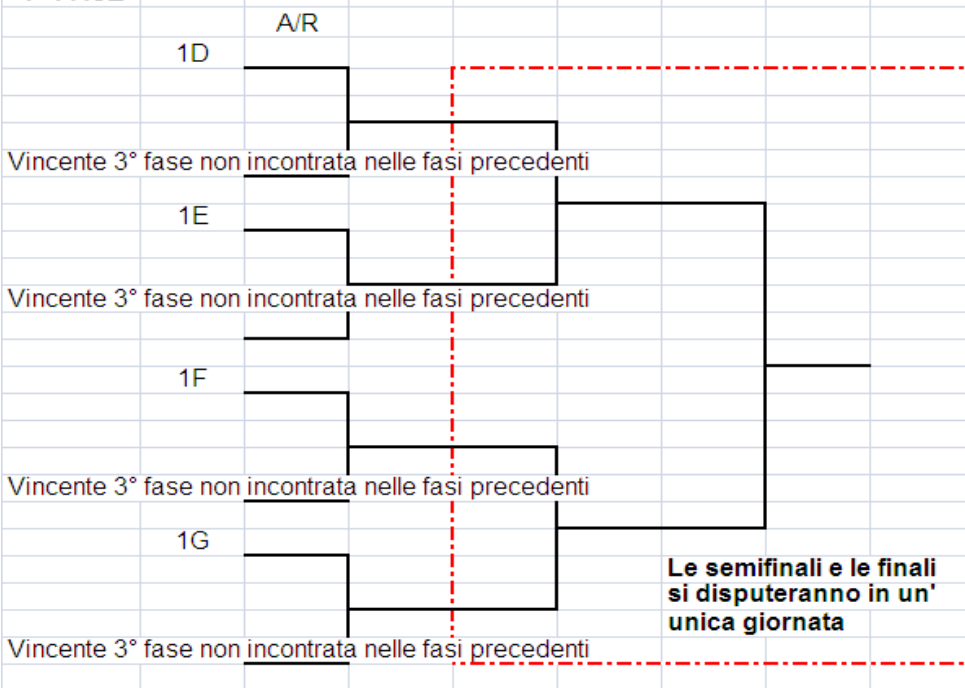 A/R
1D
Vincente 3° fase non incontrata nelle fasi precedenti
1E
Vincente 3° fase non incontrata nelle fasi precedenti
1F
Vincente 3° fase non incontrata nelle fasi precedenti
1G
Le semifinali e le finali
si disputeranno in un'
unica giornata
Vincente 3° fase non incontrata nelle fasi precedenti